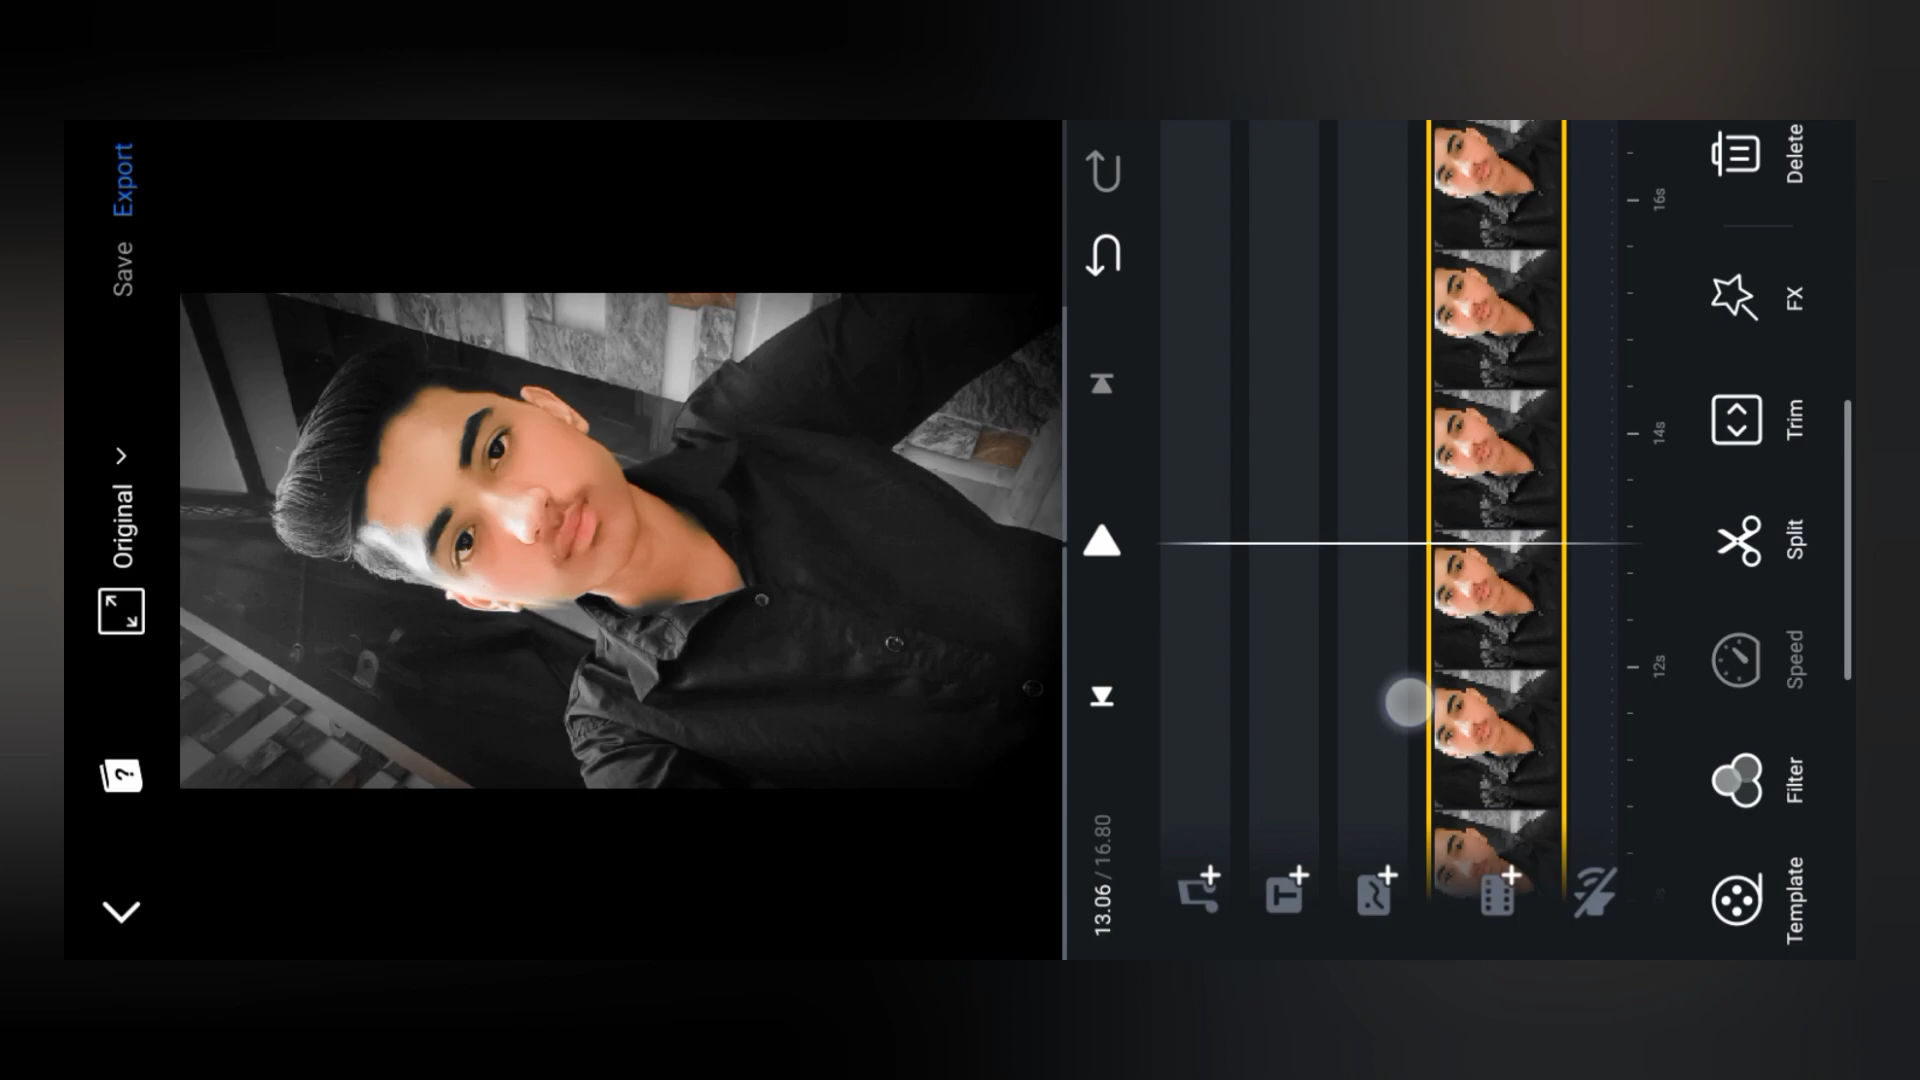 Original
Save
Export
13.06 / 16.80
12s
14s
16s
Template
Filter
Speed
Split
Trim
FX
Delete